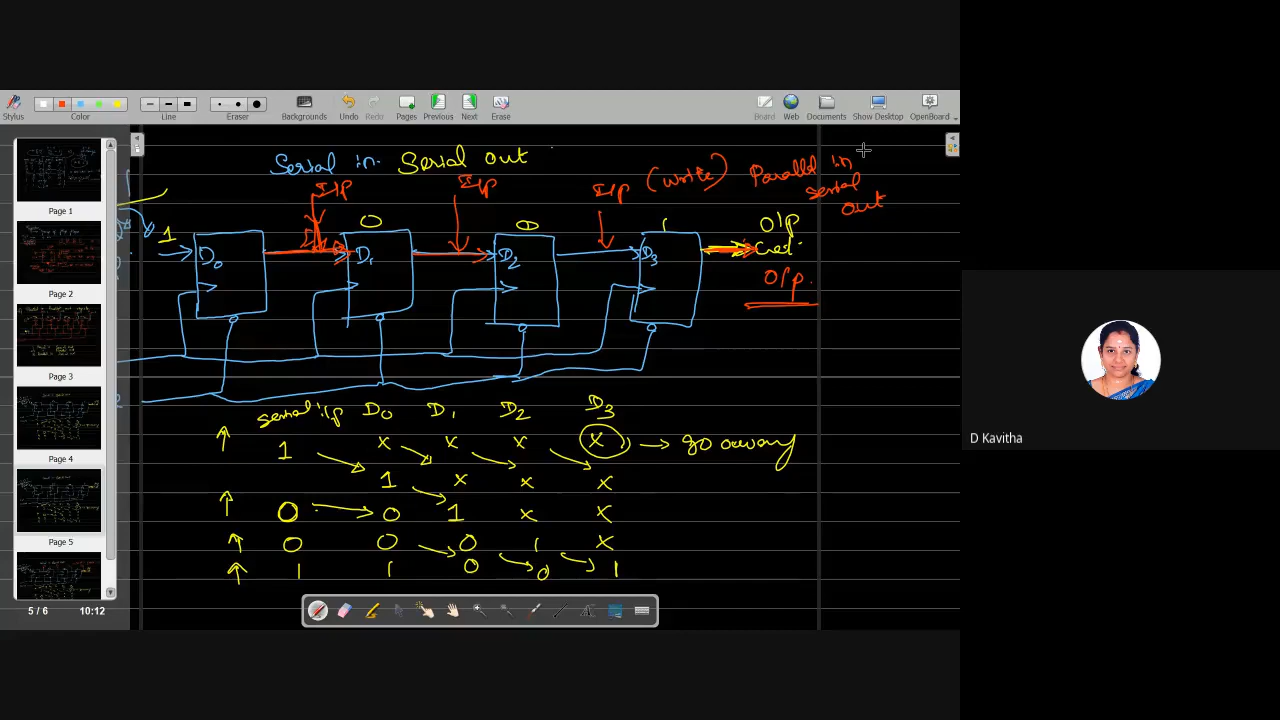 Stylus Color Line Eraser Backgrounds Undo Redo Pages Previous Next Erase Board Web Documents Show Desktop OpenBoard
Page 1
Page 2
Page 3
Page 4
Page 5
5 / 6 10:12
Serial in. Serial out
I/p I/p I/p (write) Parallel in
serial
out
0 0 1 O/p
1 D0 D1 D2 D3
O/p.
serial i/p D0 D1 D2 D3
↑ 1 x x x x → go away
1 x x x
↑ 0 0 1 x x
↑ 0 0 0 1 x
↑ 1 1 0 0 1
D Kavitha